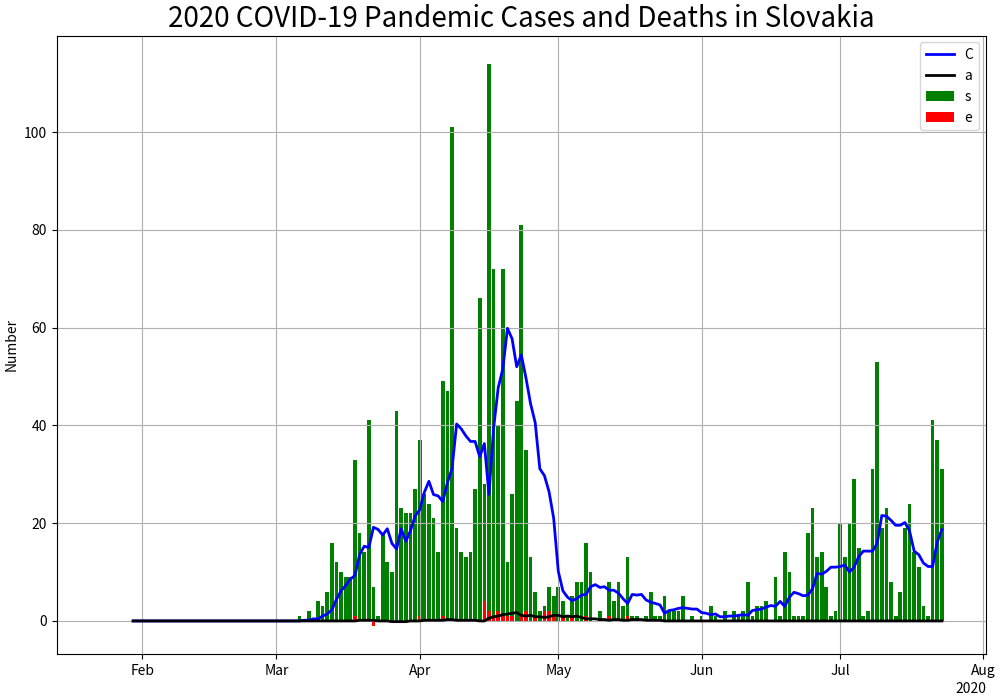 2020 COVID-19 Pandemic Cases and Deaths in Slovakia
C
a
s
e
Number
100
80
60
40
20
0
Feb Mar Apr May Jun Jul Aug
2020